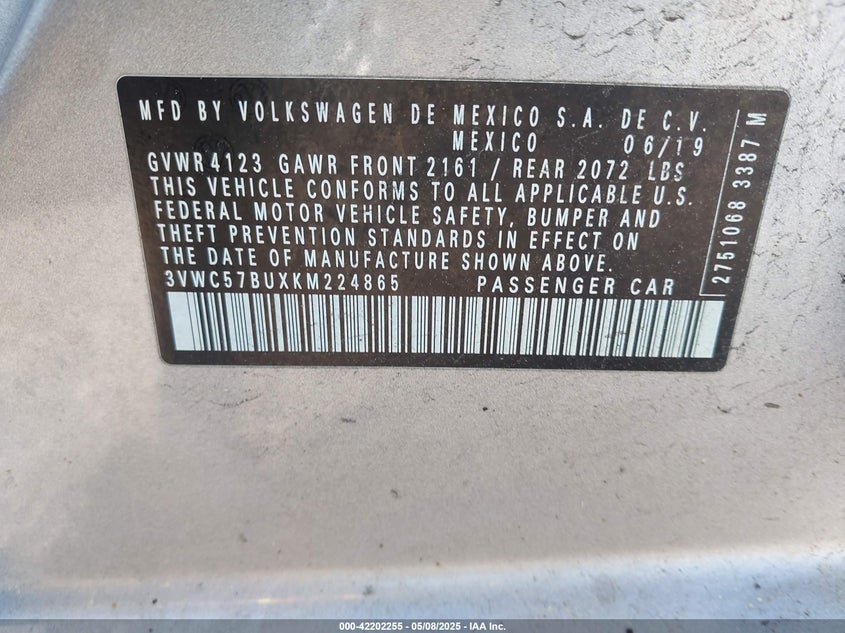 MFD BY VOLKSWAGEN DE MEXICO S.A. DE C.V.
MEXICO 06/19
GVWR 4123 GAWR FRONT 2161 / REAR 2072 LBS
THIS VEHICLE CONFORMS TO ALL APPLICABLE U.S.
FEDERAL MOTOR VEHICLE SAFETY, BUMPER AND
THEFT PREVENTION STANDARDS IN EFFECT ON
THE DATE OF MANUFACTURE SHOWN ABOVE.
3VWC57BUXKM224865 PASSENGER CAR
2751068 3387 M
000-42202255 - 05/08/2025 - IAA Inc.